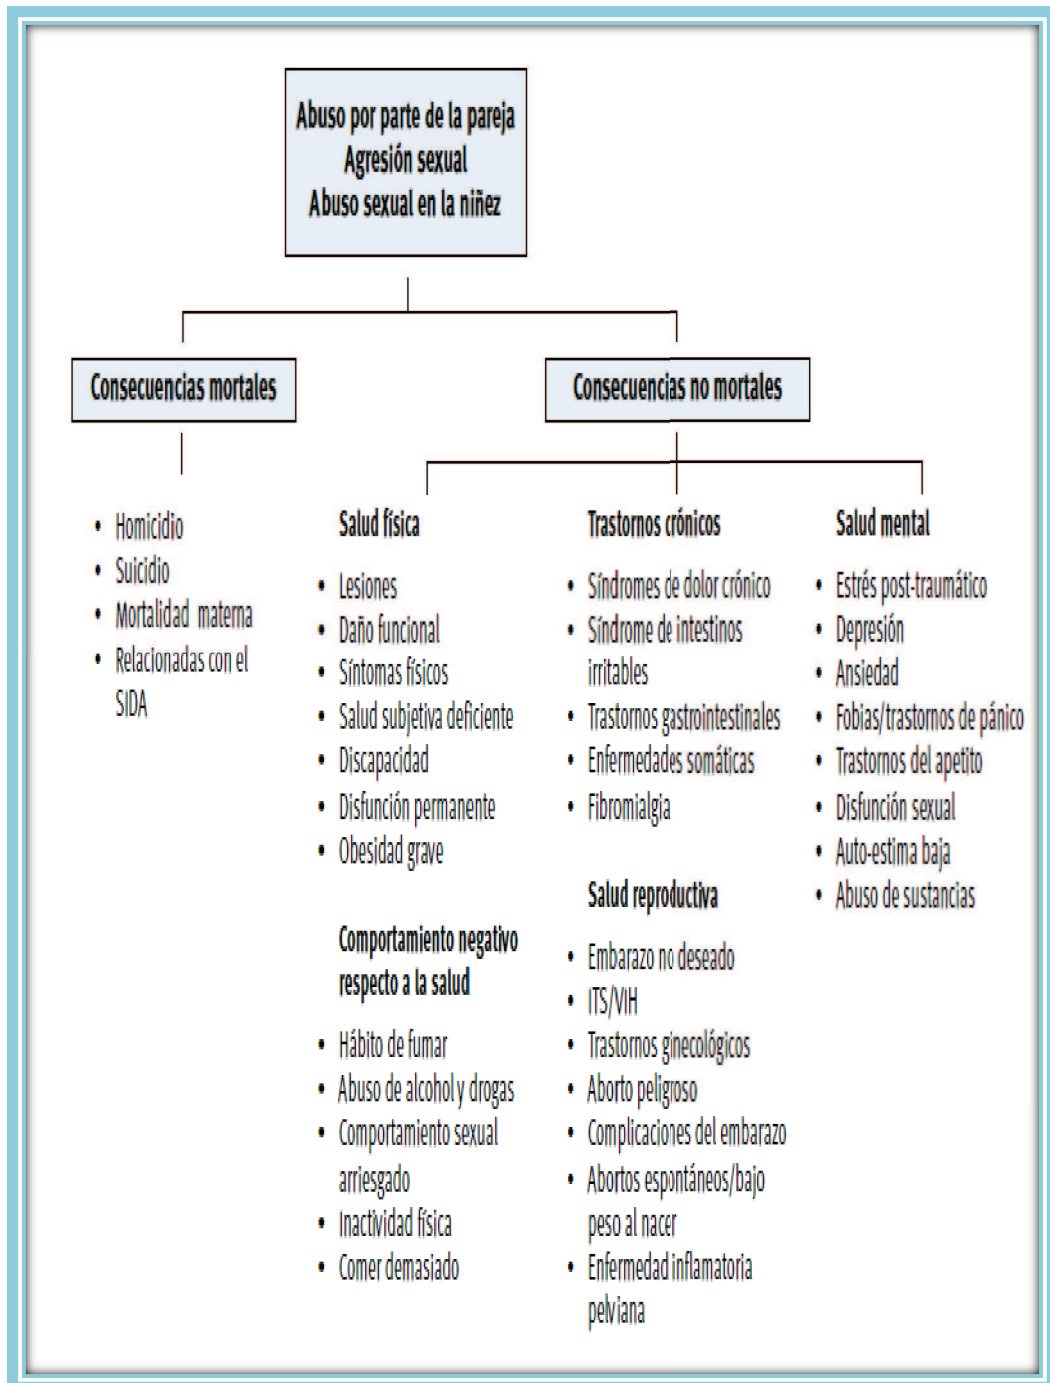 Abuso por parte de la pareja
Agresión sexual
Abuso sexual en la niñez
Consecuencias mortales
• Homicidio
• Suicidio
• Mortalidad materna
• Relacionadas con el
SIDA
Consecuencias no mortales
Salud física
• Lesiones
• Daño funcional
• Síntomas físicos
• Salud subjetiva deficiente
• Discapacidad
• Disfunción permanente
• Obesidad grave
Comportamiento negativo
respecto a la salud
• Hábito de fumar
• Abuso de alcohol y drogas
• Comportamiento sexual
arriesgado
• Inactividad física
• Comer demasiado
Trastornos crónicos
• Síndromes de dolor crónico
• Síndrome de intestinos
irritables
• Trastornos gastrointestinales
• Enfermedades somáticas
• Fibromialgia
Salud reproductiva
• Embarazo no deseado
• ITS/VIH
• Trastornos ginecológicos
• Aborto peligroso
• Complicaciones del embarazo
• Abortos espontáneos/bajo
peso al nacer
• Enfermedad inflamatoria
pelviana
Salud mental
• Estrés post-traumático
• Depresión
• Ansiedad
• Fobias/trastornos de pánico
• Trastornos del apetito
• Disfunción sexual
• Auto-estima baja
• Abuso de sustancias